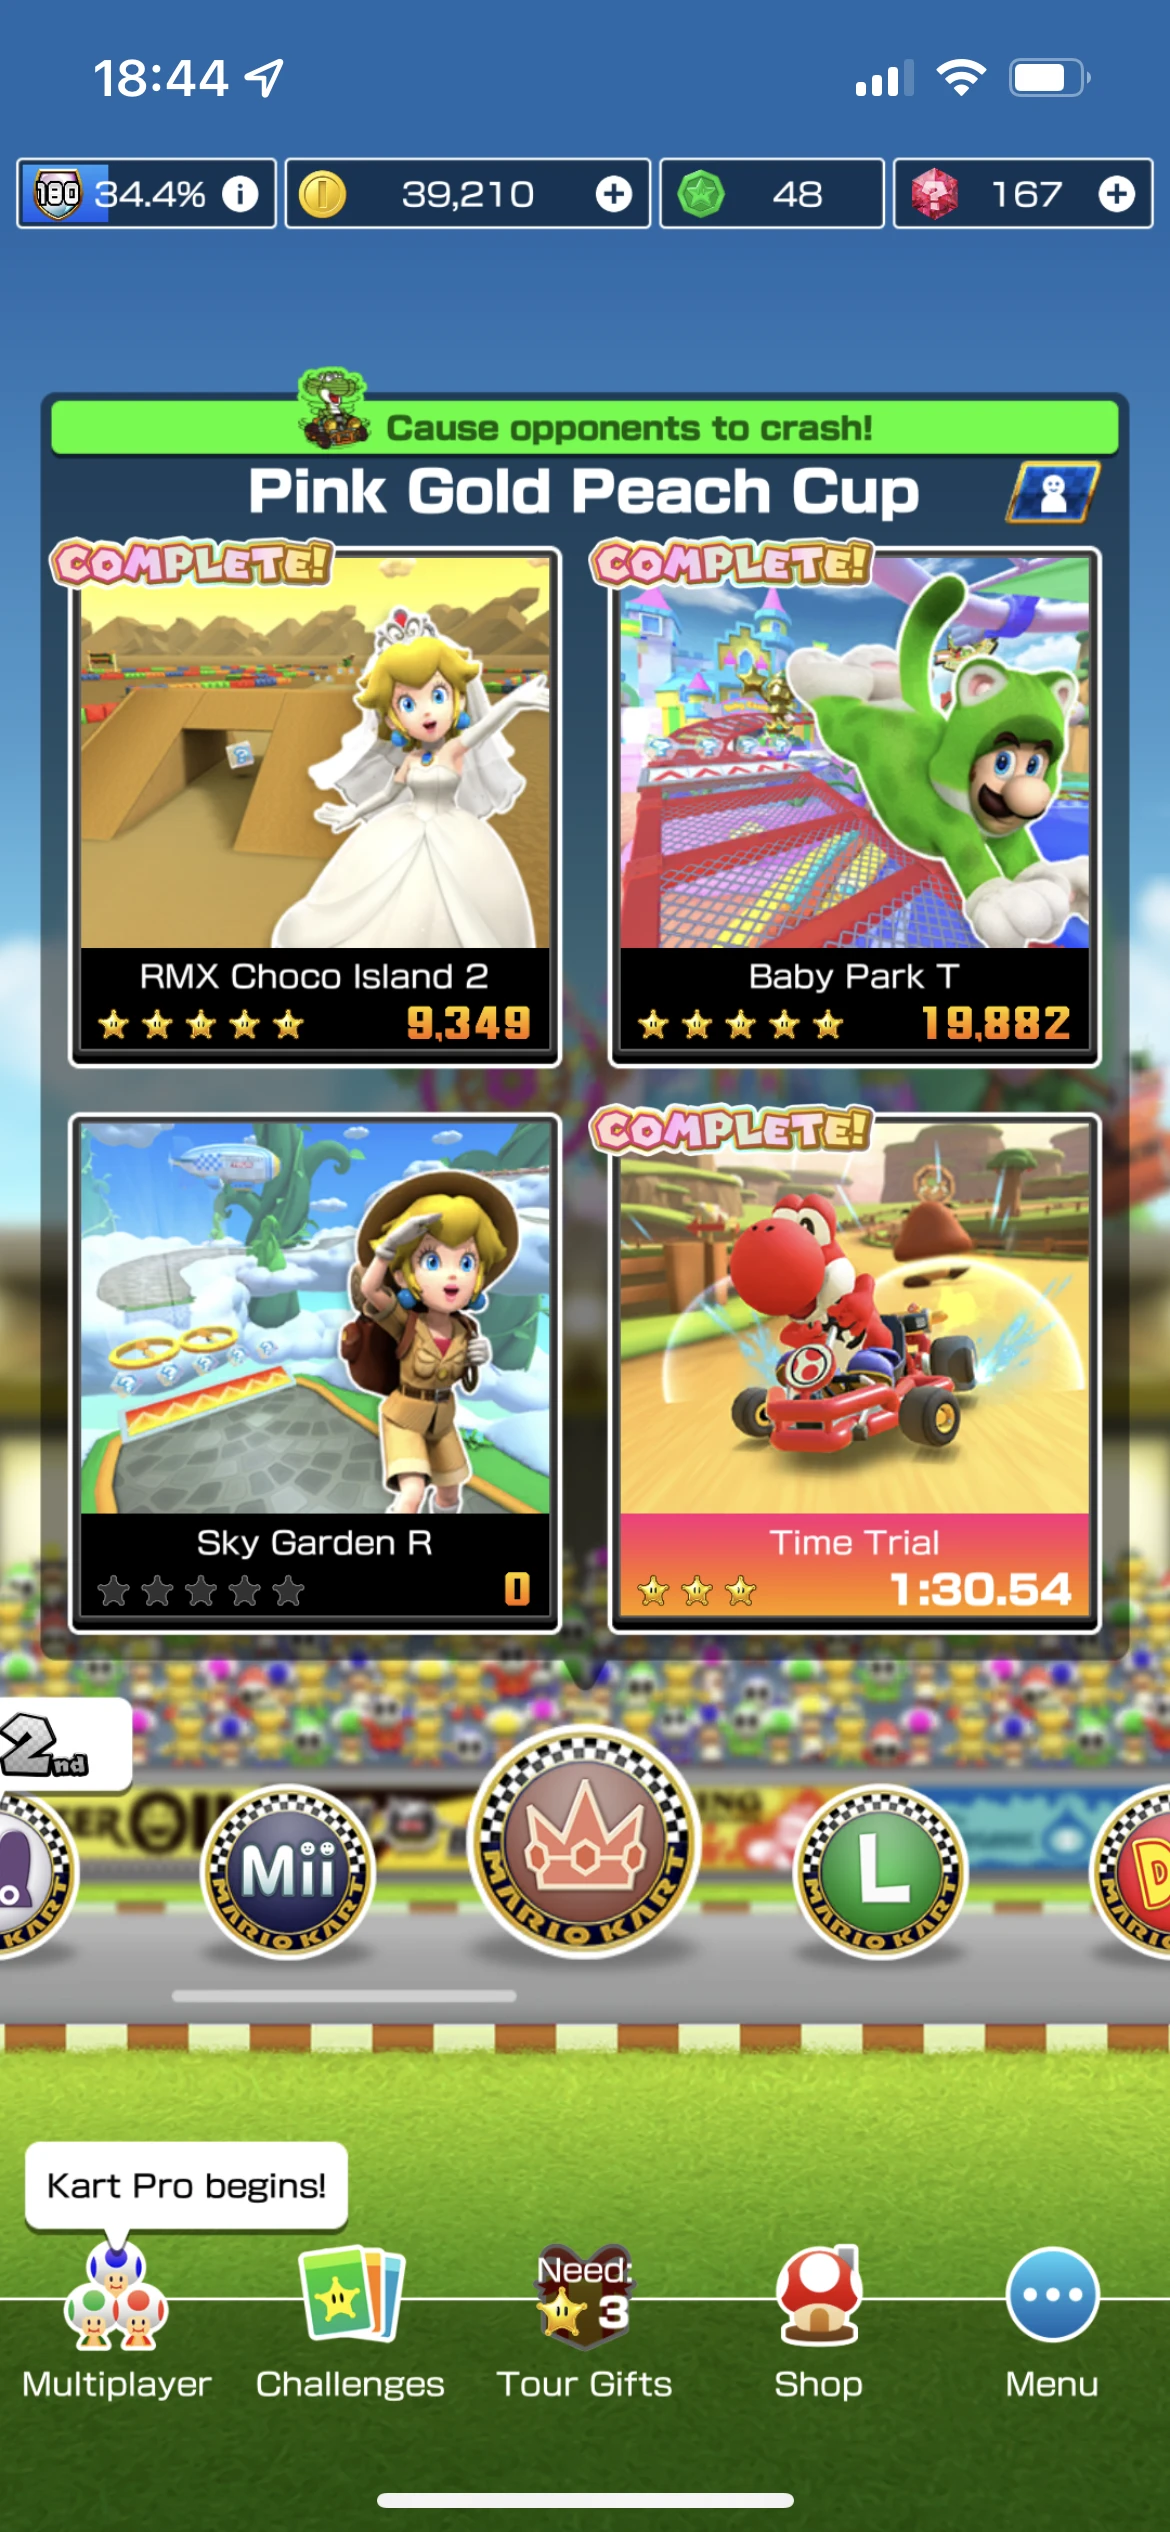 18:44
180 34.4% i 39,210 48 167
Cause opponents to crash!
Pink Gold Peach Cup
COMPLETE! COMPLETE!
RMX Choco Island 2
9,349
Baby Park T
19,882
COMPLETE!
Sky Garden R
0
Time Trial
1:30.54
2nd
Mii
MARIO KART
MARIO KART
L
MARIO KART
Kart Pro begins!
Need:
3
Multiplayer Challenges Tour Gifts Shop Menu